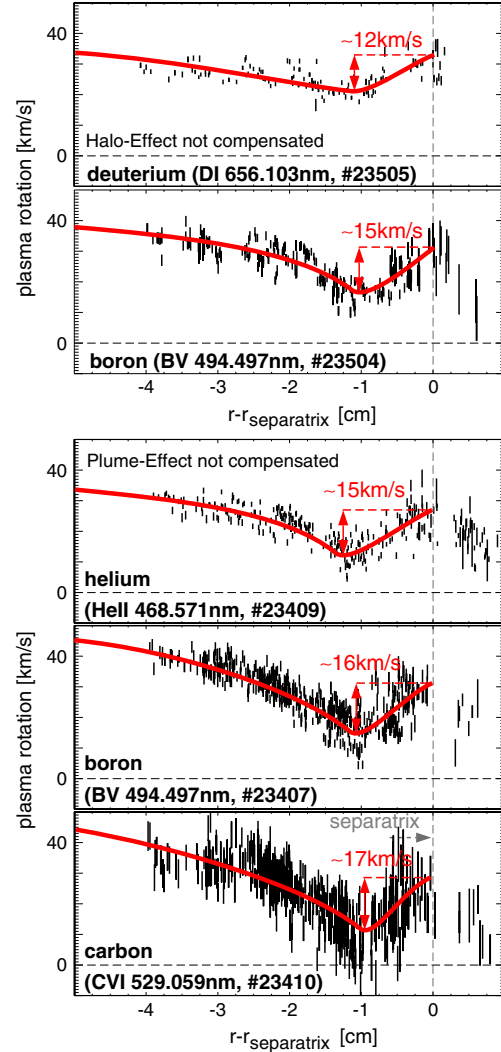 40
~12km/s
Halo-Effect not compensated
0
deuterium (DI 656.103nm, #23505)
plasma rotation [km/s]
40
~15km/s
0
boron (BV 494.497nm, #23504)
-4 -3 -2 -1 0
r-rseparatrix [cm]
Plume-Effect not compensated
40
~15km/s
helium
0
(HeII 468.571nm, #23409)
plasma rotation [km/s]
40
~16km/s
boron
0
(BV 494.497nm, #23407)
separatrix
40
~17km/s
carbon
0
(CVI 529.059nm, #23410)
-4 -3 -2 -1 0
r-rseparatrix [cm]